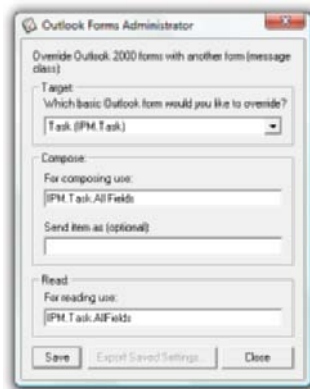 Outlook Forms Administrator
Override Outlook 2000 forms with another form (message
class)
Target:
Which basic Outlook form would you like to override?
Task (IPM.Task)
Compose:
For composing use:
IPM.Task.All Fields
Send item as (optional)
Read:
For reading use:
IPM.Task.AllFields
Save
Export Saved Settings...
Close